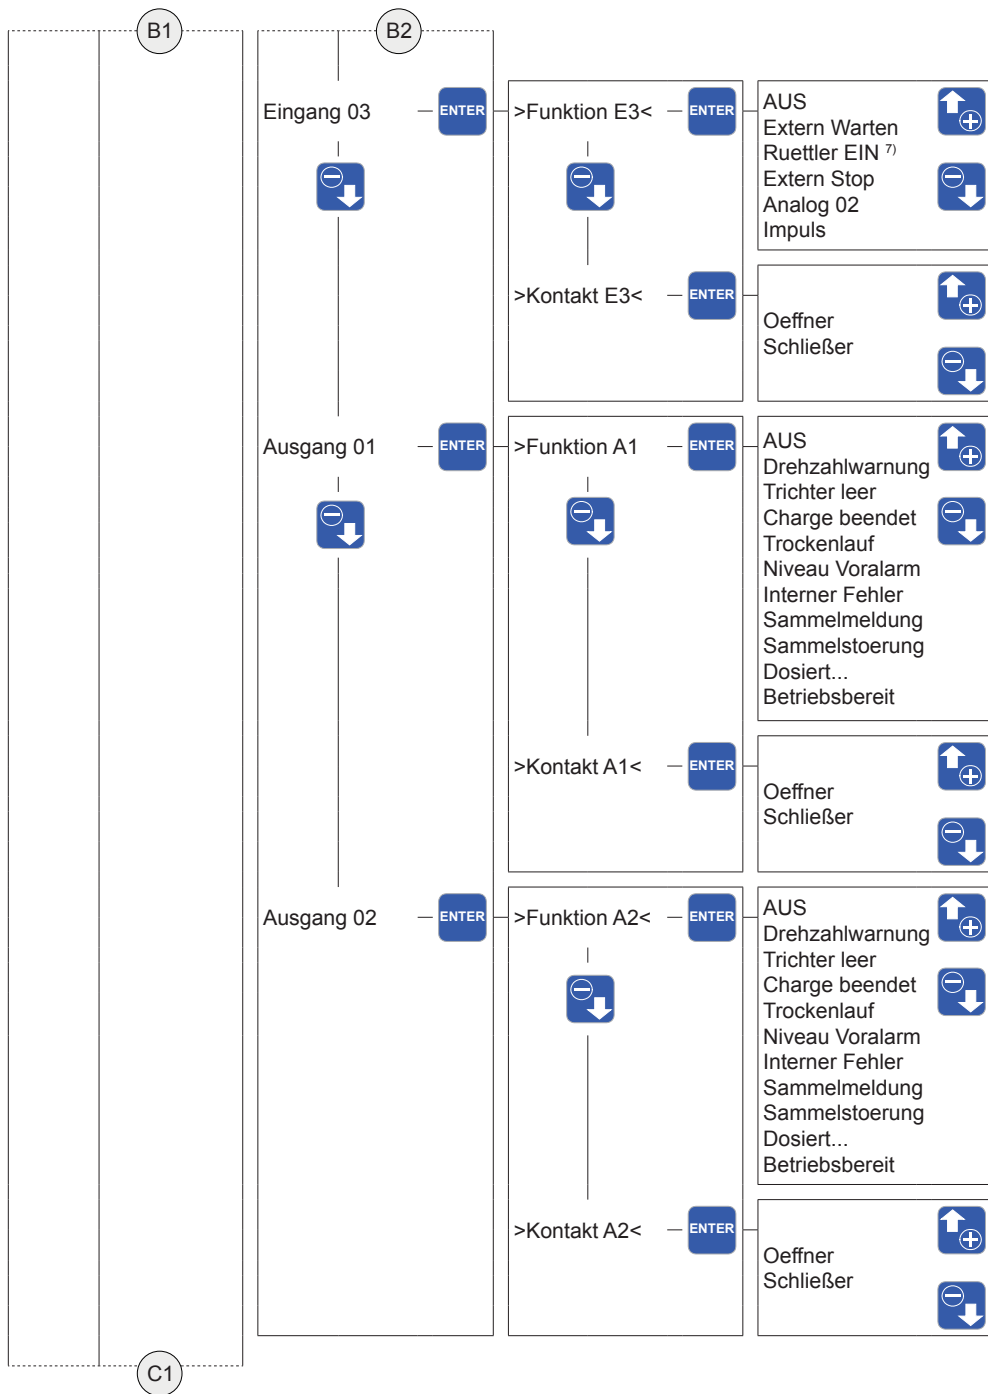 B1
B2
Eingang 03
ENTER
>Funktion E3<
ENTER
AUS
Extern Warten
Ruettler EIN 7)
Extern Stop
Analog 02
Impuls
>Kontakt E3<
ENTER
Oeffner
Schließer
Ausgang 01
ENTER
>Funktion A1
ENTER
AUS
Drehzahlwarnung
Trichter leer
Charge beendet
Trockenlauf
Niveau Voralarm
Interner Fehler
Sammelmeldung
Sammelstoerung
Dosiert...
Betriebsbereit
>Kontakt A1<
ENTER
Oeffner
Schließer
Ausgang 02
ENTER
>Funktion A2<
ENTER
AUS
Drehzahlwarnung
Trichter leer
Charge beendet
Trockenlauf
Niveau Voralarm
Interner Fehler
Sammelmeldung
Sammelstoerung
Dosiert...
Betriebsbereit
>Kontakt A2<
ENTER
Oeffner
Schließer
C1